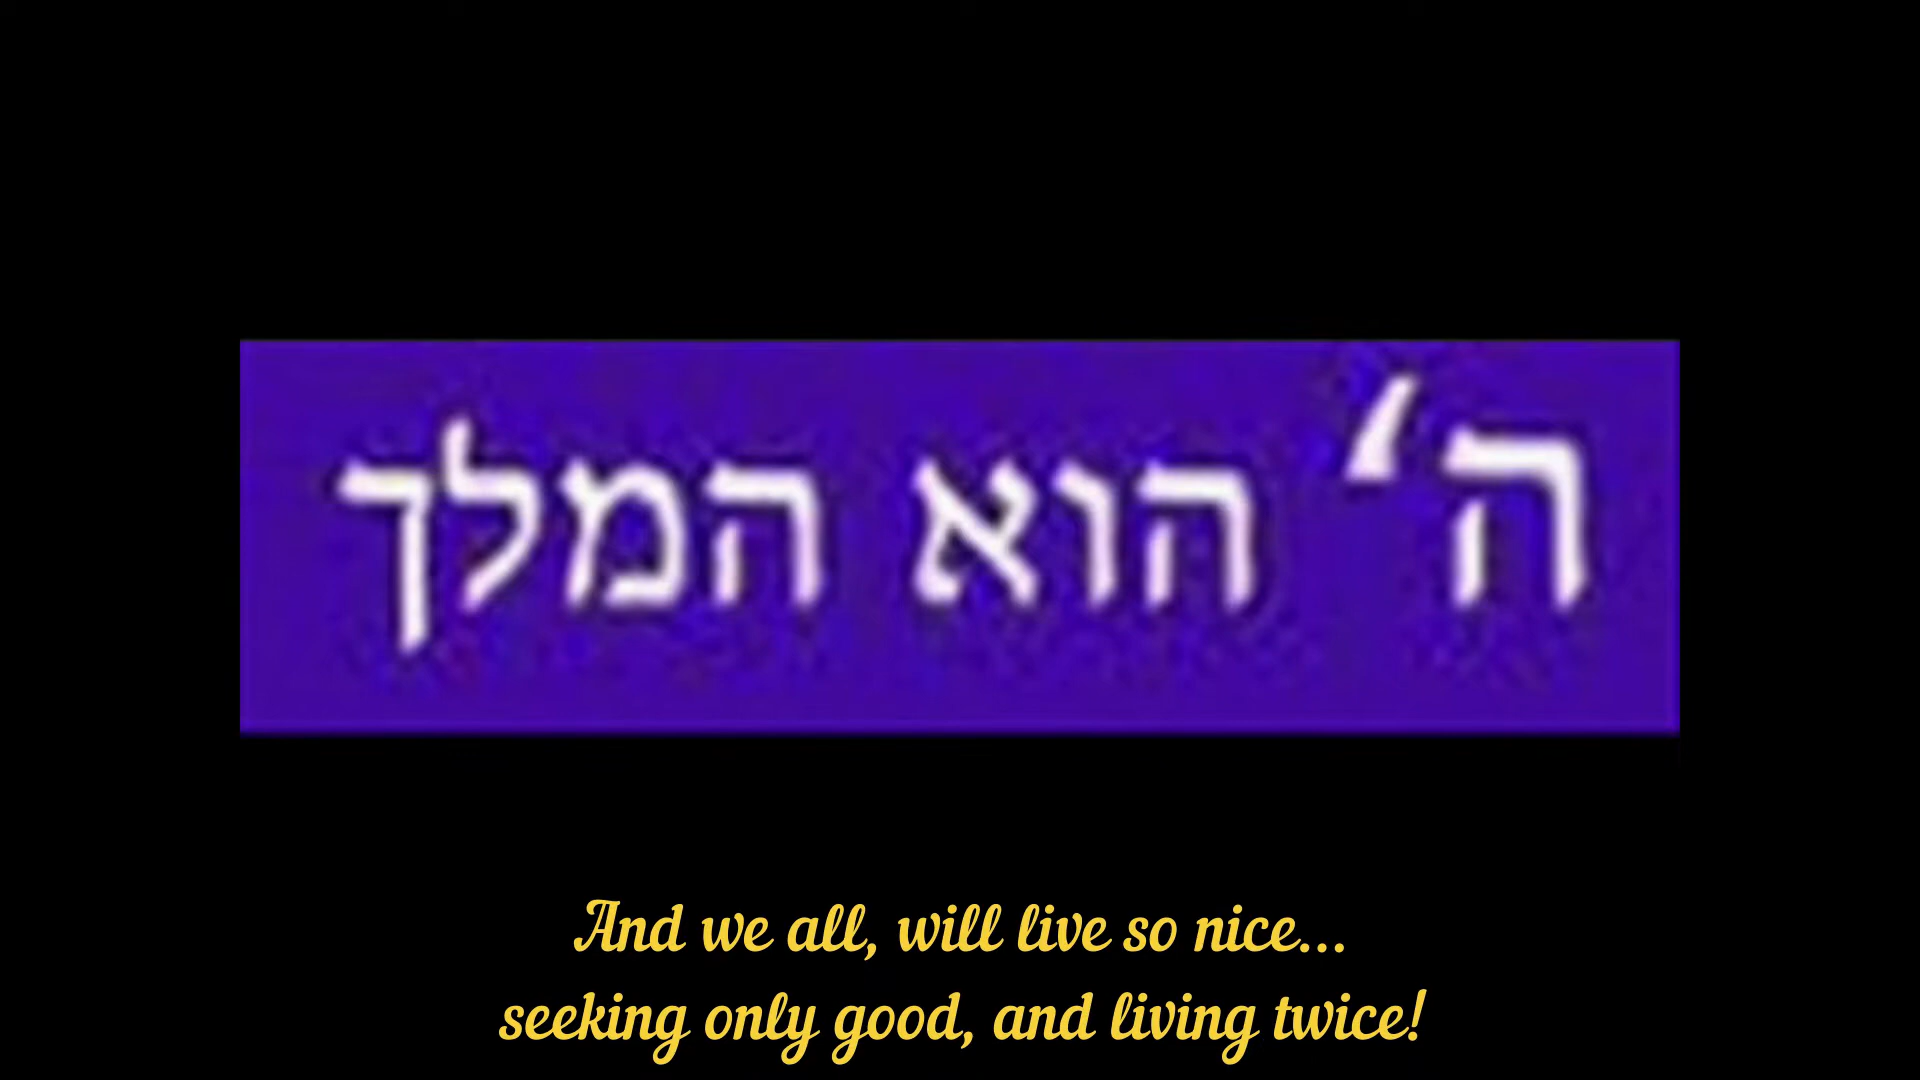 ה‘ הוא המלך
And we all, will live so nice...
seeking only good, and living twice!